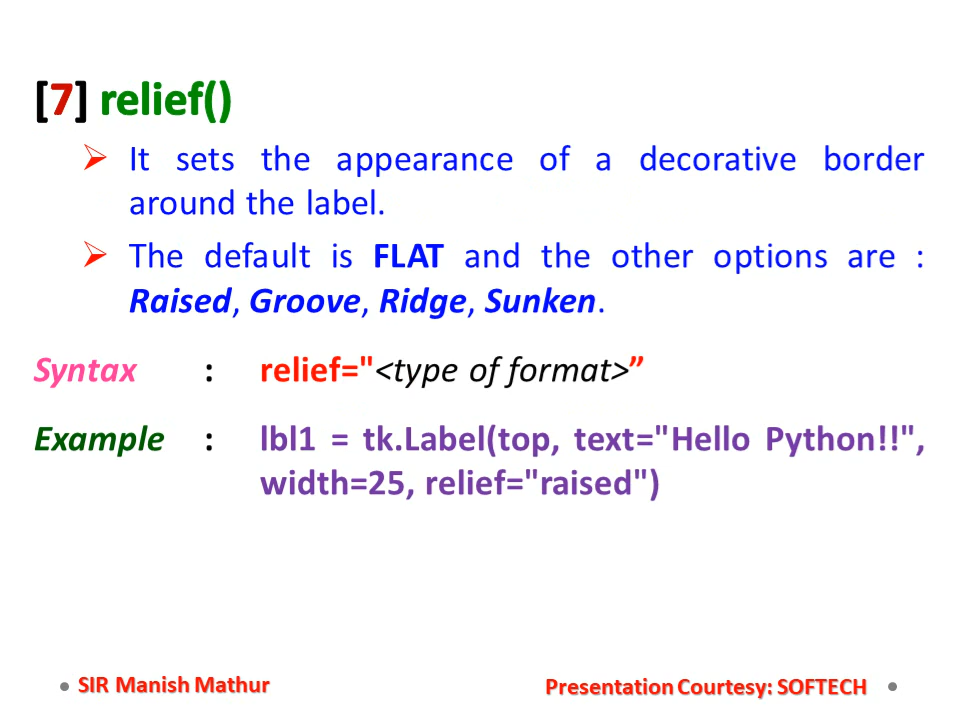 [7] relief()
➢ It sets the appearance of a decorative border
around the label.
➢ The default is FLAT and the other options are :
Raised, Groove, Ridge, Sunken.
Syntax : relief="<type of format>”
Example : lbl1 = tk.Label(top, text="Hello Python!!",
width=25, relief="raised")
• SIR Manish Mathur
Presentation Courtesy: SOFTECH •